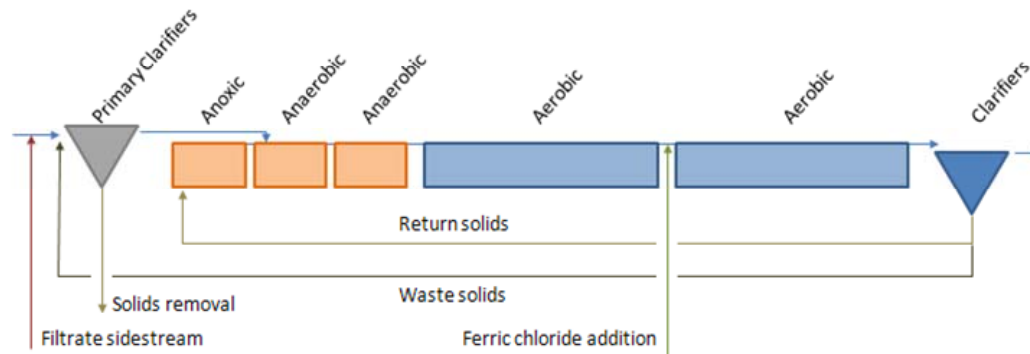 Primary Clarifiers
Anoxic
Anaerobic
Anaerobic
Aerobic
Aerobic
Clarifiers
Return solids
Waste solids
Solids removal
Filtrate sidestream
Ferric chloride addition